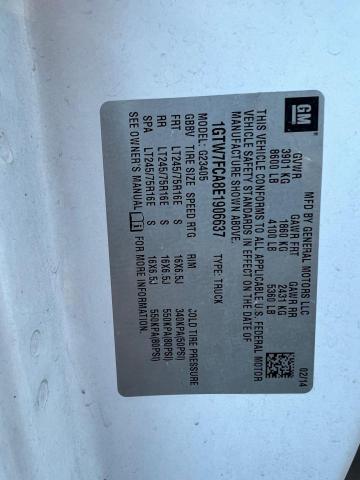 GM
MFD BY GENERAL MOTORS LLC
02/14
GVWR GAWR FRT GAWR RR
3901 KG 1860 KG 2431 KG
8600 LB 4100 LB 5360 LB
THIS VEHICLE CONFORMS TO ALL APPLICABLE U.S. FEDERAL MOTOR
VEHICLE SAFETY STANDARDS IN EFFECT ON THE DATE OF
MANUFACTURE SHOWN ABOVE.
1GTW7FCA8E1906637 TYPE: TRUCK
MODEL: G23405
GBBV TIRE SIZE SPEED RTG RIM COLD TIRE PRESSURE
FRT LT245/75R16E S 16X6.5J 340KPA(50PSI)
RR LT245/75R16E S 16X6.5J 550KPA(80PSI)
SPA LT245/75R16E S 16X6.5J 550KPA(80PSI)
SEE OWNER'S MANUAL FOR MORE INFORMATION